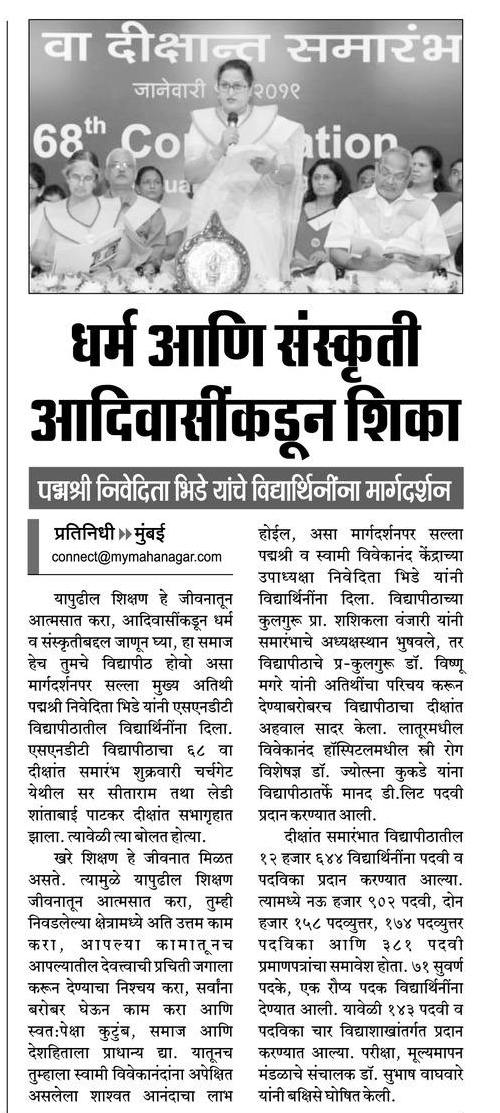 वा दीक्षान्त समारंभ
जानेवारी २०१९
68th Co ation
धर्म आणि संस्कृती
आदिवासींकडून शिका
पद्मश्री निवेदिता भिडे यांचे विद्यार्थिनींना मार्गदर्शन
प्रतिनिधी मुंबई
connect@mymahanagar.com
यापुढील शिक्षण हे जीवनातून
आत्मसात करा, आदिवासींकडून धर्म
व संस्कृतीबद्दल जाणून घ्या, हा समाज
हेच तुमचे विद्यापीठ होवो असा
मार्गदर्शनपर सल्ला मुख्य अतिथी
पद्मश्री निवेदिता भिडे यांनी एसएनडीटी
विद्यापीठातील विद्यार्थिनींना दिला.
एसएनडीटी विद्यापीठाचा ६८ वा
दीक्षांत समारंभ शुक्रवारी चर्चगेट
येथील सर सीताराम तथा लेडी
शांताबाई पाटकर दीक्षांत सभागृहात
झाला. त्यावेळी त्या बोलत होत्या.
खरे शिक्षण हे जीवनात मिळत
असते. त्यामुळे यापुढील शिक्षण
जीवनातून आत्मसात करा, तुम्ही
निवडलेल्या क्षेत्रामध्ये अति उत्तम काम
करा, आपल्या कामातूनच
आपल्यातील देवत्त्वाची प्रचिती जगाला
करून देण्याचा निश्चय करा, सर्वांना
बरोबर घेऊन काम करा आणि
स्वत:पेक्षा कुटुंब, समाज आणि
देशहिताला प्राधान्य द्या. यातूनच
तुम्हाला स्वामी विवेकानंदांना अपेक्षित
असलेला शाश्वत आनंदाचा लाभ
होईल, असा मार्गदर्शनपर सल्ला
पद्मश्री व स्वामी विवेकानंद केंद्राच्या
उपाध्यक्षा निवेदिता भिडे यांनी
विद्यार्थिनींना दिला. विद्यापीठाच्या
कुलगुरू प्रा. शशिकला वंजारी यांनी
समारंभाचे अध्यक्षस्थान भुषवले, तर
विद्यापीठाचे प्र-कुलगुरू डॉ. विष्णू
मगरे यांनी अतिथींचा परिचय करून
देण्याबरोबरच विद्यापीठाचा दीक्षांत
अहवाल सादर केला. लातूरमधील
विवेकानंद हॉस्पिटलमधील स्त्री रोग
विशेषज्ञ डॉ. ज्योत्स्ना कुकडे यांना
विद्यापीठातर्फे मानद डी.लिट पदवी
प्रदान करण्यात आली.
दीक्षांत समारंभात विद्यापीठातील
१२ हजार ६४४ विद्यार्थिनींना पदवी व
पदविका प्रदान करण्यात आल्या.
त्यामध्ये नऊ हजार ९०२ पदवी, दोन
हजार १५८ पदव्युत्तर, १७४ पदव्युत्तर
पदविका आणि ३८१ पदवी
प्रमाणपत्रांचा समावेश होता. ७१ सुवर्ण
पदके, एक रौप्य पदक विद्यार्थिनींना
देण्यात आली. यावेळी १४३ पदवी व
पदविका चार विद्याशाखांतर्गत प्रदान
करण्यात आल्या. परीक्षा, मूल्यमापन
मंडळाचे संचालक डॉ. सुभाष वाघवारे
यांनी बक्षिसे घोषित केली.